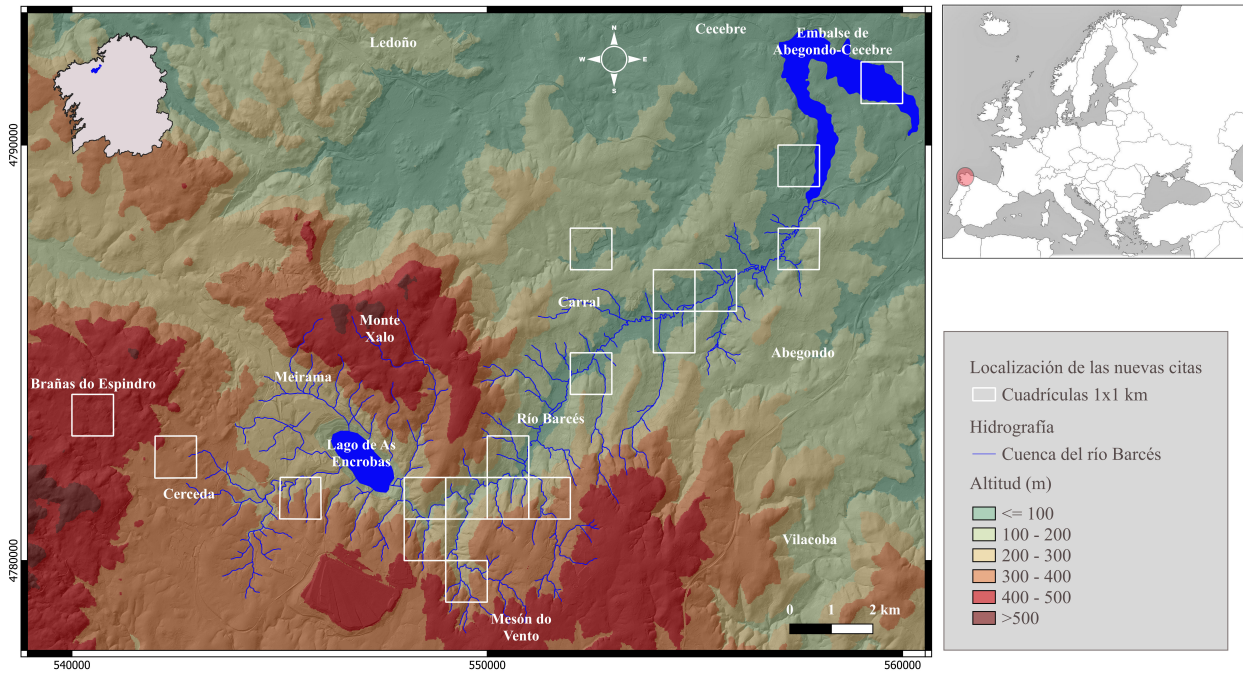 Ledoño
Cecebre
Embalse de
Abegondo-Cecebre
N
W
E
S
4790000
Carral
Monte
Xalo
Abegondo
Meirama
Brañas do Espindro
Río Barcés
Lago de As
Encrobas
Cerceda
Vilacoba
4780000
Mesón do
Vento
0 1 2 km
540000
550000
560000
Localización de las nuevas citas
Cuadrículas 1x1 km
Hidrografía
Cuenca del río Barcés
Altitud (m)
<= 100
100 - 200
200 - 300
300 - 400
400 - 500
>500